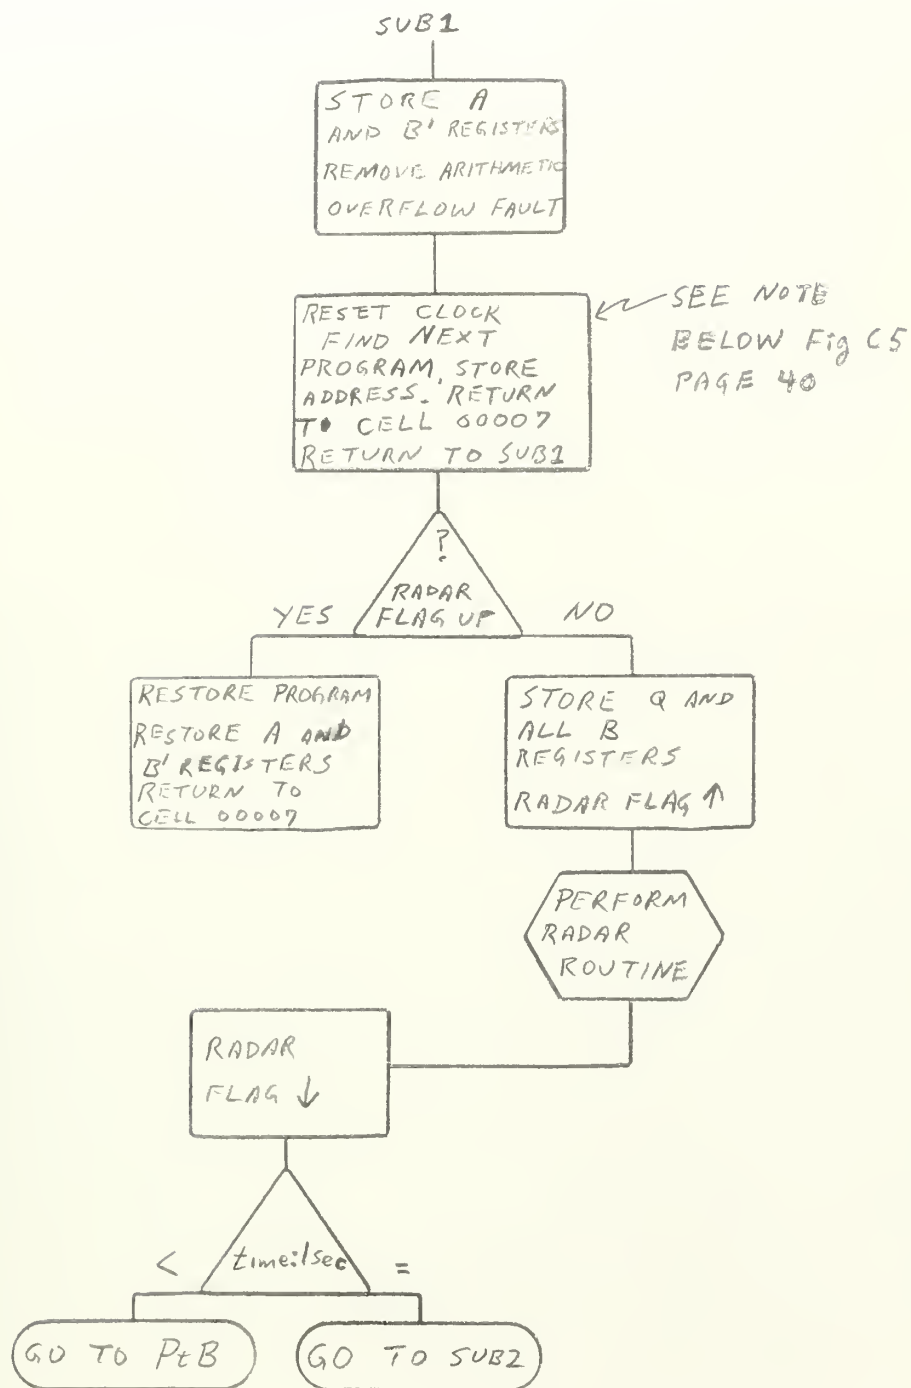 SUB1
STORE A
AND B' REGISTERS
REMOVE ARITHMETIC
OVERFLOW FAULT
RESET CLOCK
FIND NEXT
PROGRAM, STORE
ADDRESS. RETURN
TO CELL 00007
RETURN TO SUB1
SEE NOTE
BELOW Fig C5
PAGE 40
?
RADAR
FLAG UP
YES
NO
RESTORE PROGRAM
RESTORE A AND
B' REGISTERS
RETURN TO
CELL 00007
STORE Q AND
ALL B
REGISTERS
RADAR FLAG ↑
PERFORM
RADAR
ROUTINE
RADAR
FLAG ↓
< time:1sec =
GO TO PtB
GO TO SUB2